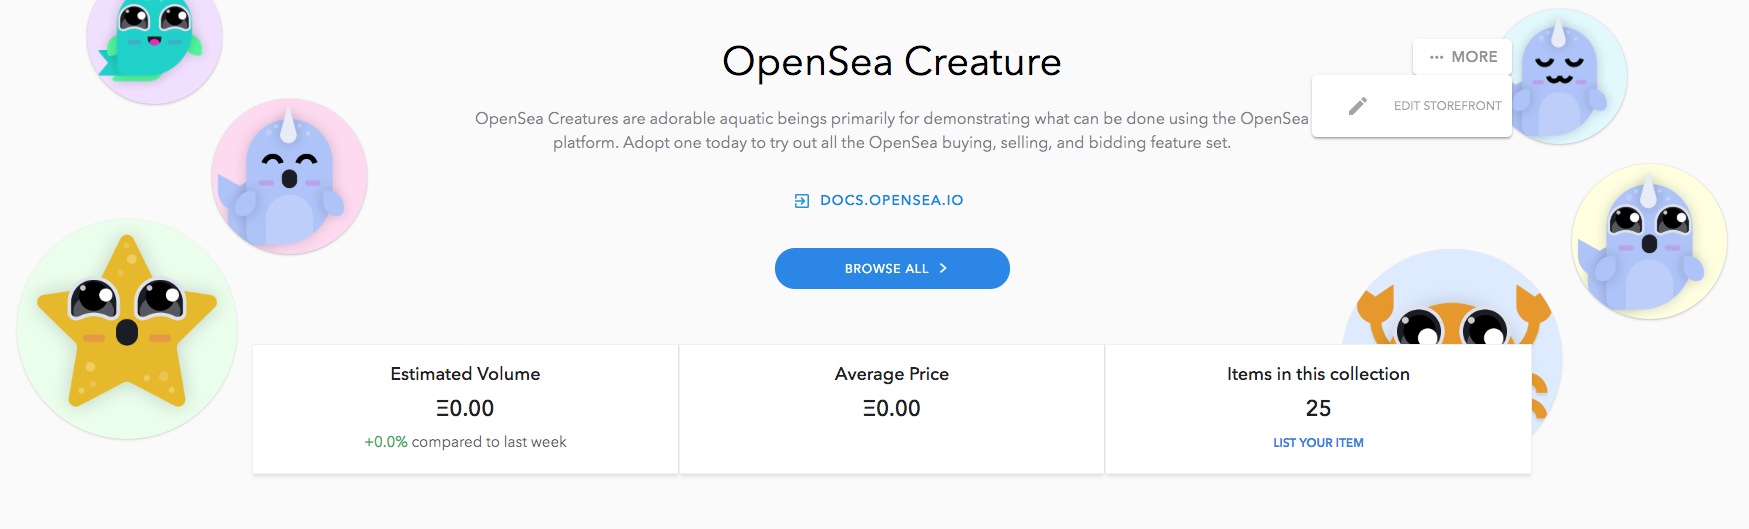 OpenSea Creature
··· MORE
EDIT STOREFRONT
OpenSea Creatures are adorable aquatic beings primarily for demonstrating what can be done using the OpenSea
platform. Adopt one today to try out all the OpenSea buying, selling, and bidding feature set.
DOCS.OPENSEA.IO
BROWSE ALL >
Estimated Volume
Ξ0.00
+0.0% compared to last week
Average Price
Ξ0.00
Items in this collection
25
LIST YOUR ITEM